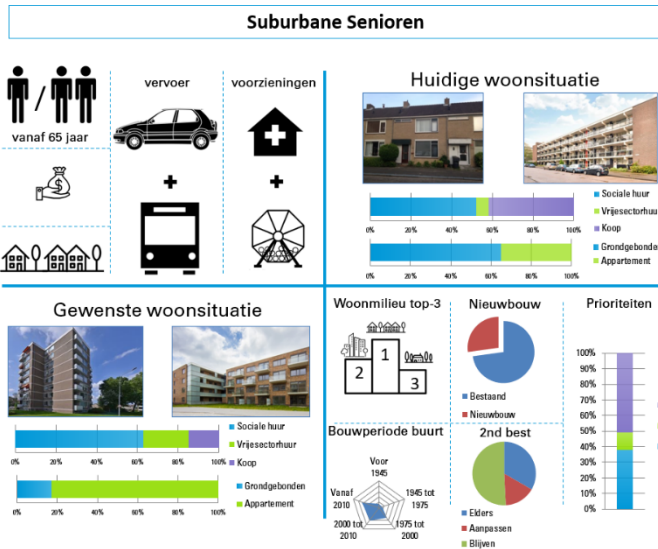 Suburbane Senioren
vanaf 65 jaar
vervoer
voorzieningen
Huidige woonsituatie
Sociale huur
Vrijesectorhuu
Koop
0% 20% 40% 60% 80% 100%
Grondgebonden
Appartement
0% 20% 40% 60% 80% 100%
Gewenste woonsituatie
Sociale huur
Vrijesectorhuur
Koop
0% 20% 40% 60% 80% 100%
Grondgebonden
Appartement
0% 20% 40% 60% 80% 100%
Woonmilieu top-3
2
1
3
Nieuwbouw
Bestaand
Nieuwbouw
Prioriteiten
100%
90%
80%
70%
60%
50%
40%
30%
20%
10%
0%
Bouwperiode buurt
Voor
1945
1945 tot
1975
1975 tot
2000
2000 tot
2010
Vanaf
2010
2nd best
Elders
Aanpassen
Blijven